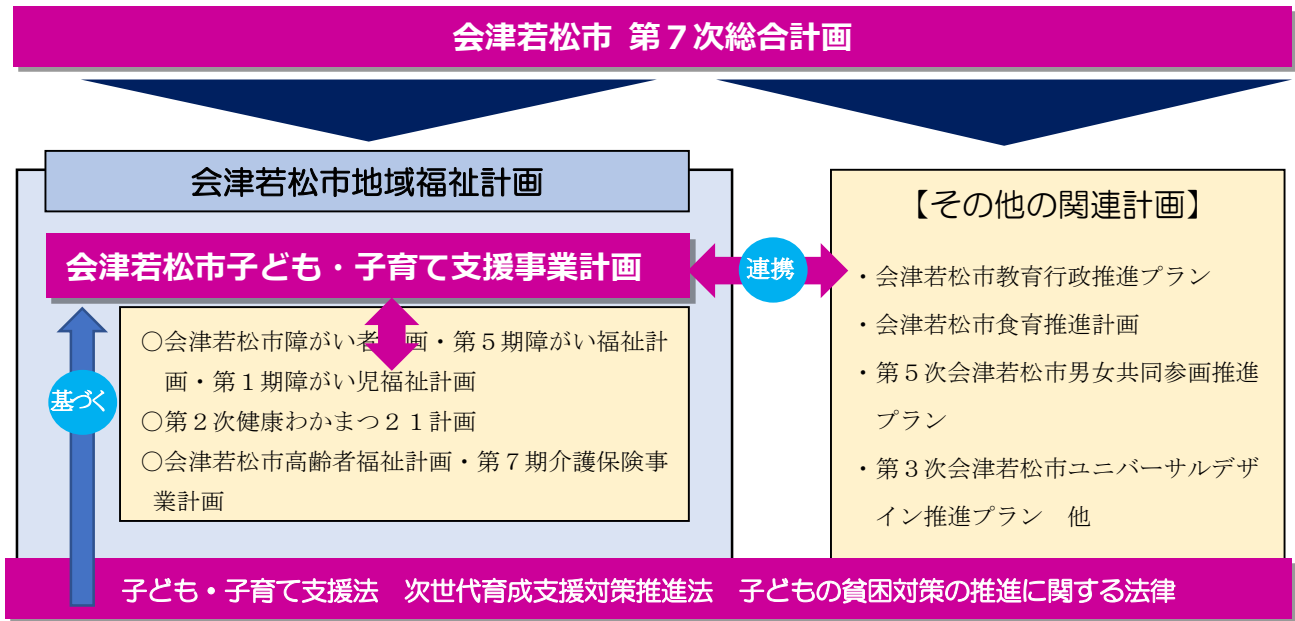 会津若松市 第７次総合計画
会津若松市地域福祉計画
会津若松市子ども・子育て支援事業計画
連携
基づく
○会津若松市障がい者画・第５期障がい福祉計
画・第１期障がい児福祉計画
○第２次健康わかまつ２１計画
○会津若松市高齢者福祉計画・第７期介護保険事
業計画
【その他の関連計画】
・会津若松市教育行政推進プラン
・会津若松市食育推進計画
・第５次会津若松市男女共同参画推進
プラン
・第３次会津若松市ユニバーサルデザ
イン推進プラン　他
子ども・子育て支援法　次世代育成支援対策推進法　子どもの貧困対策の推進に関する法律